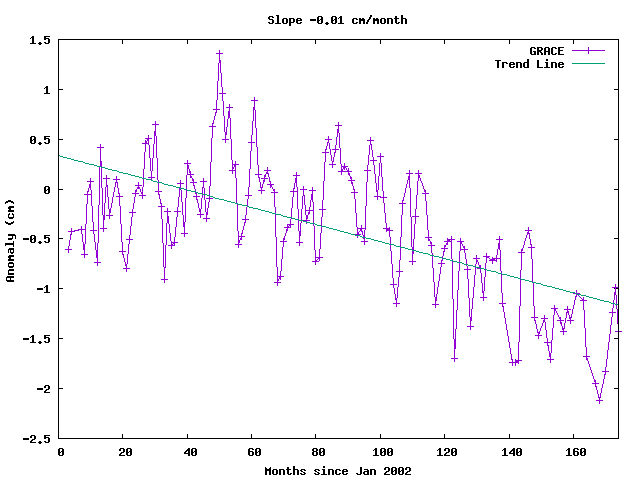 Slope -0.01 cm/month
GRACE
Trend Line
1.5
1
0.5
0
-0.5
-1
-1.5
-2
-2.5
Anomaly (cm)
0 20 40 60 80 100 120 140 160
Months since Jan 2002